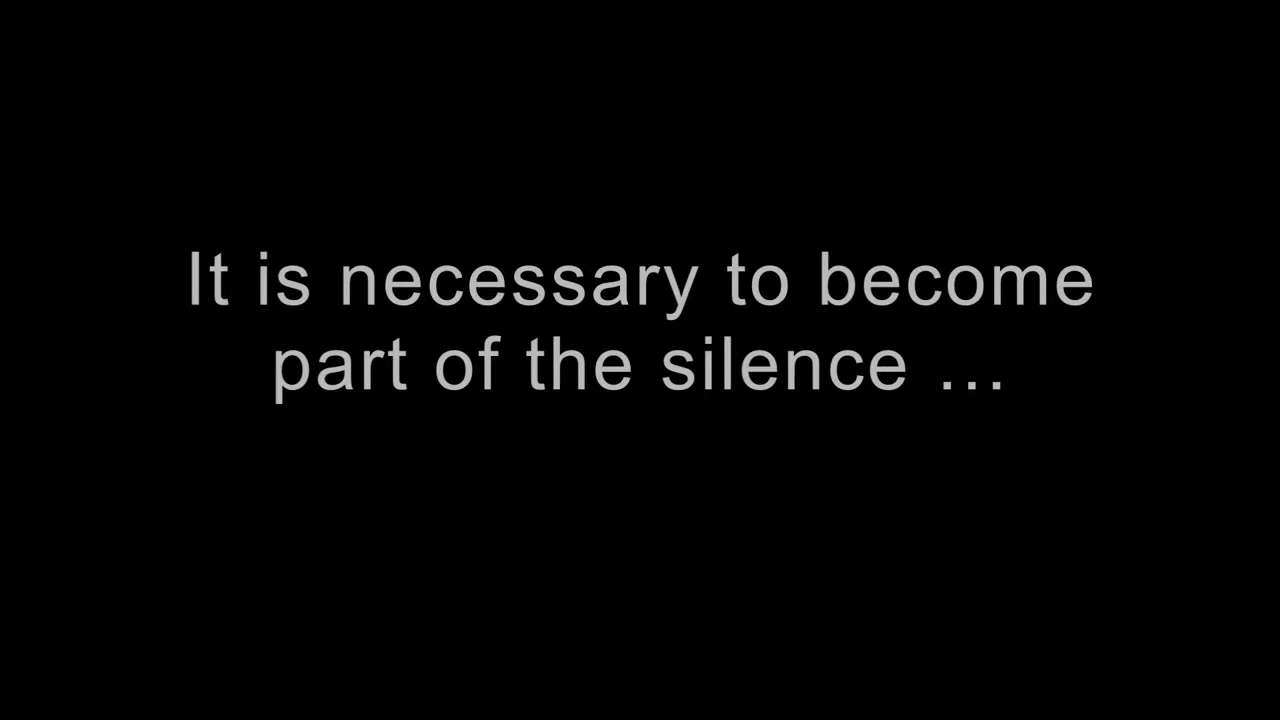 It is necessary to become
part of the silence ...